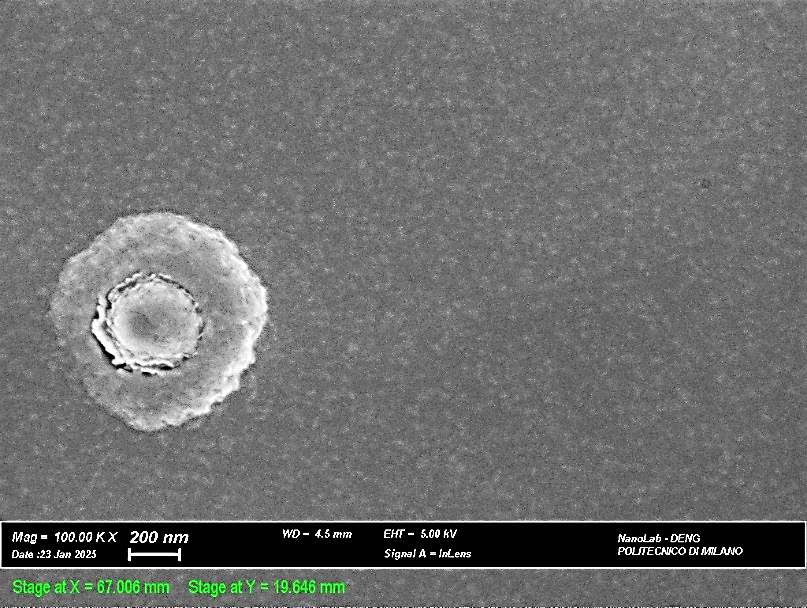 Mag = 100.00 K X 200 nm WD = 4.5 mm EHT = 5.00 kV NanoLab - DENG
Date :23 Jan 2025 Signal A = InLens POLITECNICO DI MILANO
Stage at X = 67.006 mm Stage at Y = 19.646 mm